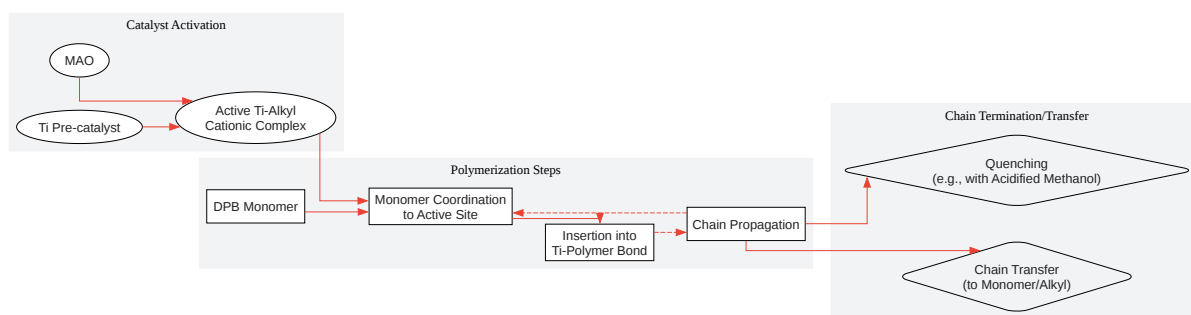 Catalyst Activation
MAO
Ti Pre-catalyst
Active Ti-Alkyl
Cationic Complex
Polymerization Steps
DPB Monomer
Monomer Coordination
to Active Site
Insertion into
Ti-Polymer Bond
Chain Propagation
Chain Termination/Transfer
Quenching
(e.g., with Acidified Methanol)
Chain Transfer
(to Monomer/Alkyl)